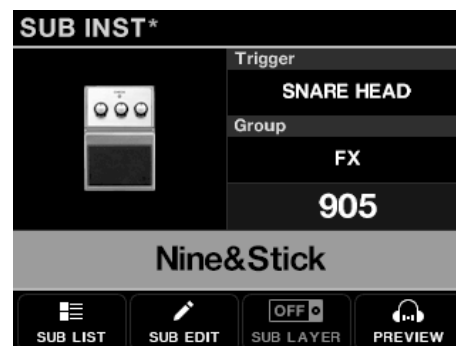 SUB INST*
Trigger
SNARE HEAD
Group
FX
905
Nine&Stick
OFF
SUB LIST SUB EDIT SUB LAYER PREVIEW